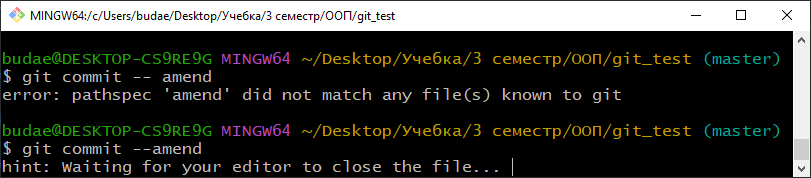 MINGW64:/c/Users/budae/Desktop/Учебка/3 семестр/ООП/git_test
budae@DESKTOP-CS9RE9G MINGW64 ~/Desktop/Учебка/3 семестр/ООП/git_test (master)
$ git commit -- amend
error: pathspec 'amend' did not match any file(s) known to git
budae@DESKTOP-CS9RE9G MINGW64 ~/Desktop/Учебка/3 семестр/ООП/git_test (master)
$ git commit --amend
hint: Waiting for your editor to close the file...